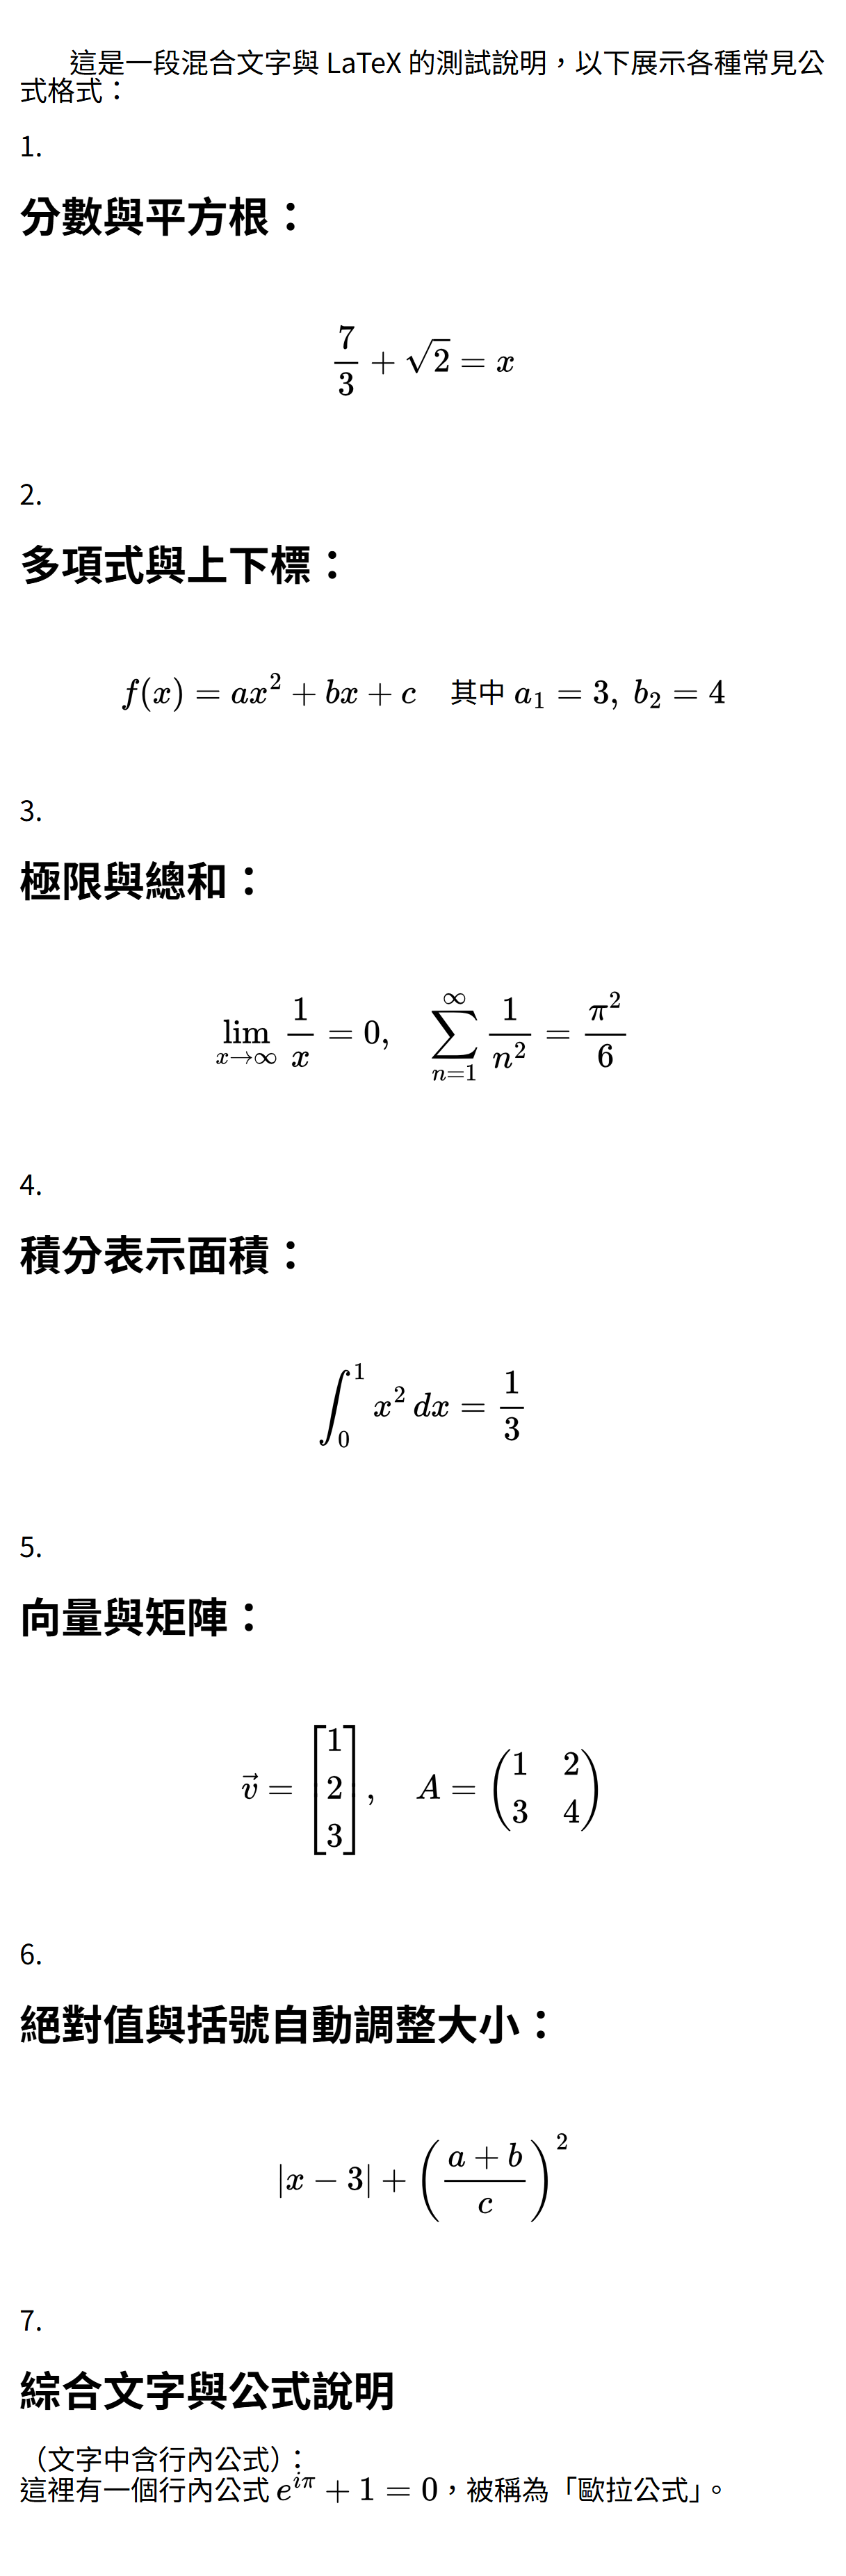 這是一段混合文字與 LaTeX 的測試說明，以下展示各種常見公
式格式：
1.
分數與平方根：
$\frac{7}{3} + \sqrt{2} = x$
2.
多項式與上下標：
$f(x) = ax^2 + bx + c \quad \text{其中 } a_1 = 3,\ b_2 = 4$
3.
極限與總和：
$\lim_{x \to \infty} \frac{1}{x} = 0, \quad \sum_{n=1}^{\infty} \frac{1}{n^2} = \frac{\pi^2}{6}$
4.
積分表示面積：
$\int_0^1 x^2 \, dx = \frac{1}{3}$
5.
向量與矩陣：
$\vec{v} = \begin{bmatrix} 1 \\ 2 \\ 3 \end{bmatrix}, \quad A = \begin{pmatrix} 1 & 2 \\ 3 & 4 \end{pmatrix}$
6.
絕對值與括號自動調整大小：
$|x - 3| + \left( \frac{a + b}{c} \right)^2$
7.
綜合文字與公式說明
（文字中含行內公式）：
這裡有一個行內公式 $e^{i\pi} + 1 = 0$，被稱為「歐拉公式」。